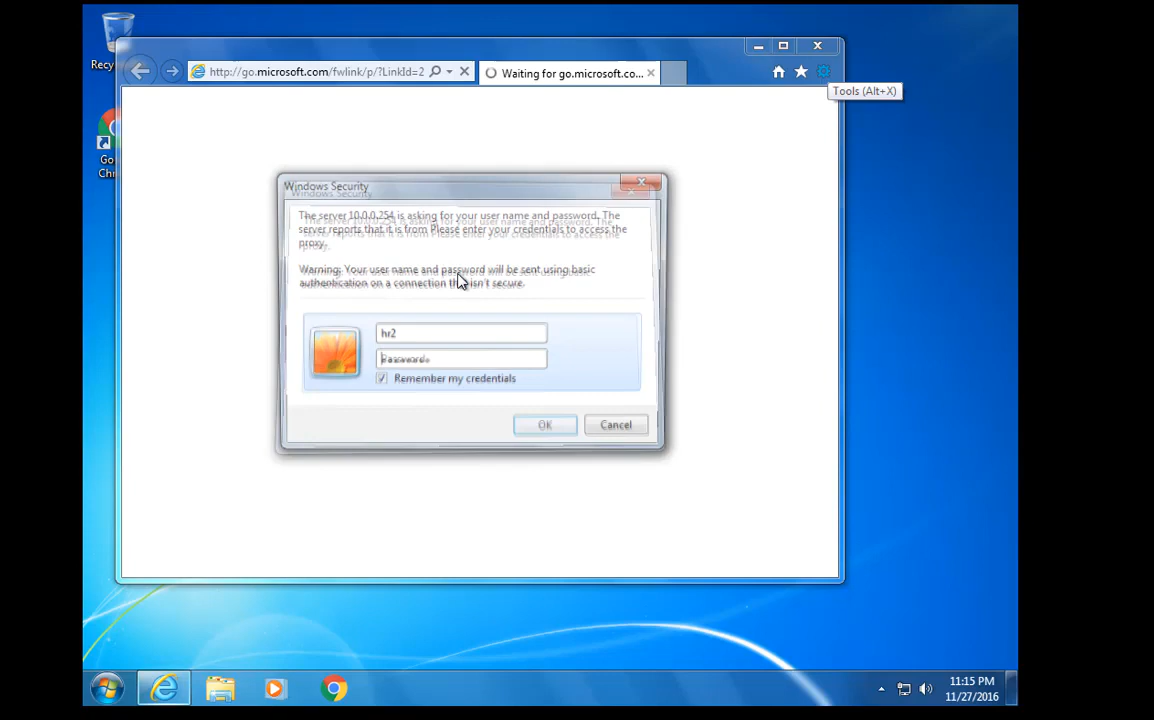 Recy
http://go.microsoft.com/fwlink/p/?LinkId=2
Waiting for go.microsoft.co...
Tools (Alt+X)
Go
Chr
Windows Security
The server 10.0.0.254 is asking for your user name and password. The
server reports that it is from Please enter your credentials to access the
proxy.
Warning: Your user name and password will be sent using basic
authentication on a connection that isn't secure.
hr2
Password
Remember my credentials
OK
Cancel
11:15 PM
11/27/2016